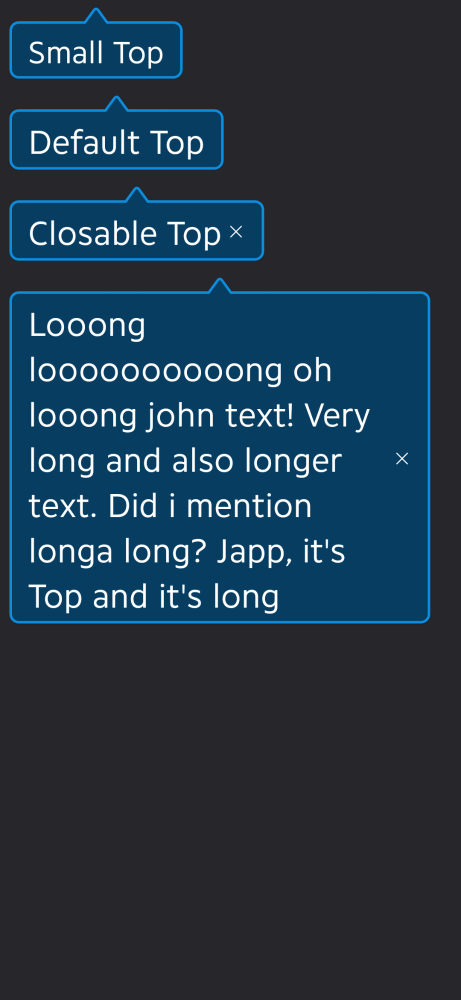 Small Top
Default Top
Closable Top ×
Looong
loooooooooong oh
looong john text! Very
long and also longer
text. Did i mention
longa long? Japp, it's
Top and it's long
×